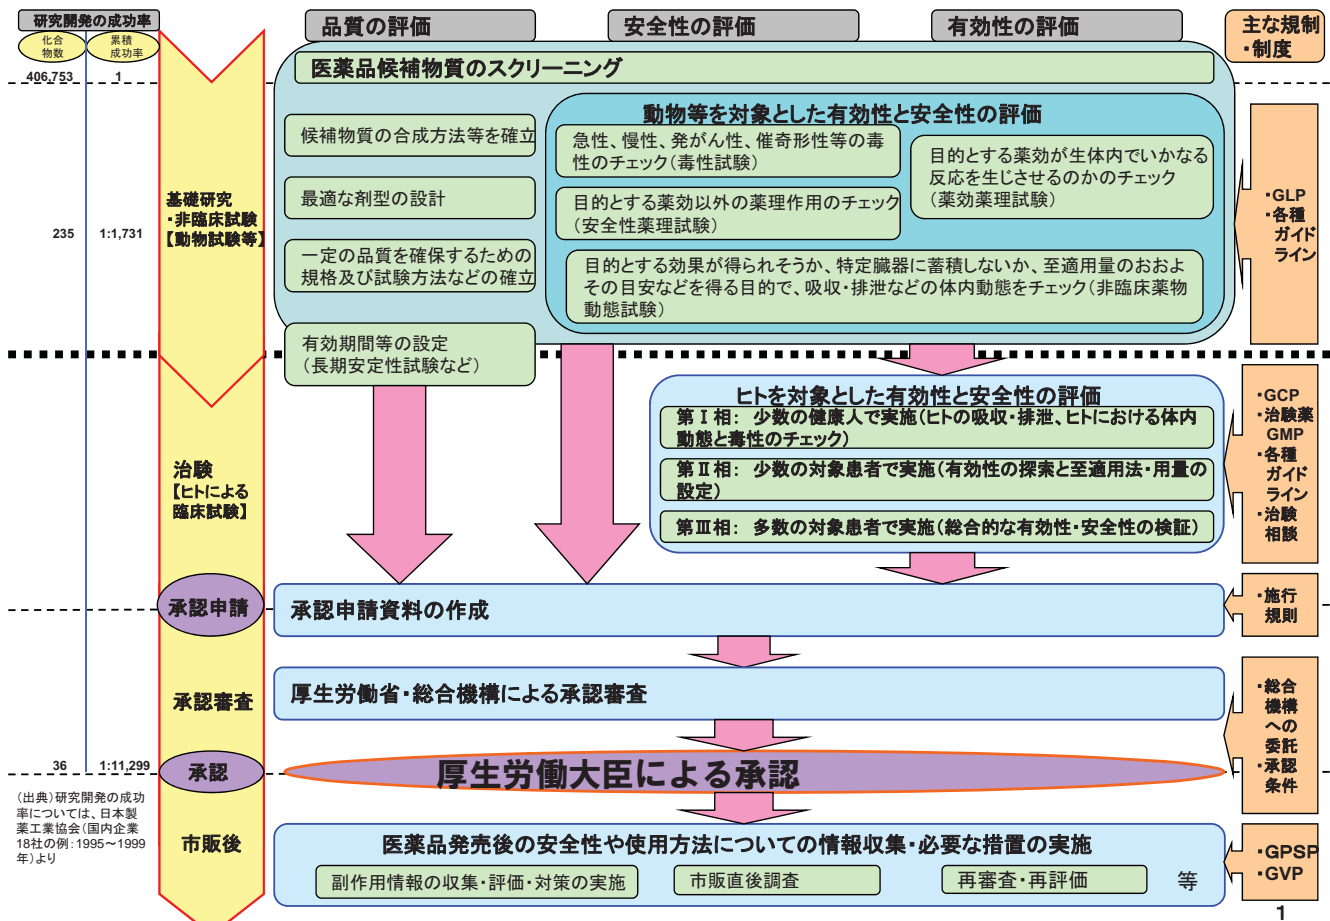 研究開発の成功率
化合
物数
累積
成功率
品質の評価
安全性の評価
有効性の評価
主な規制
・制度
406,753
1
医薬品候補物質のスクリーニング
動物等を対象とした有効性と安全性の評価
候補物質の合成方法等を確立
最適な剤型の設計
一定の品質を確保するための
規格及び試験方法などの確立
有効期間等の設定
（長期安定性試験など）
急性、慢性、発がん性、催奇形性等の毒
性のチェック（毒性試験）
目的とする薬効以外の薬理作用のチェック
（安全性薬理試験）
目的とする薬効が生体内でいかなる
反応を生じさせるのかのチェック
（薬効薬理試験）
目的とする効果が得られそうか、特定臓器に蓄積しないか、至適用量のおおよ
その目安などを得る目的で、吸収・排泄などの体内動態をチェック（非臨床薬物
動態試験）
基礎研究
・非臨床試験
【動物試験等】
235
1:1,731
・GLP
・各種
ガイド
ライン
ヒトを対象とした有効性と安全性の評価
第Ⅰ相： 少数の健康人で実施（ヒトの吸収・排泄、ヒトにおける体内
動態と毒性のチェック）
第Ⅱ相： 少数の対象患者で実施（有効性の探索と至適用法・用量の
設定）
第Ⅲ相： 多数の対象患者で実施（総合的な有効性・安全性の検証）
治験
【ヒトによる
臨床試験】
・GCP
・治験薬
GMP
・各種
ガイド
ライン
・治験
相談
承認申請
承認申請資料の作成
・施行
規則
承認審査
厚生労働省・総合機構による承認審査
・総合
機構
への
委託
・承認
条件
36
1:11,299
承認
厚生労働大臣による承認
（出典）研究開発の成功
率については、日本製
薬工業協会（国内企業
18社の例：1995～1999
年）より
市販後
医薬品発売後の安全性や使用方法についての情報収集・必要な措置の実施
副作用情報の収集・評価・対策の実施
市販直後調査
再審査・再評価
等
・GPSP
・GVP
1